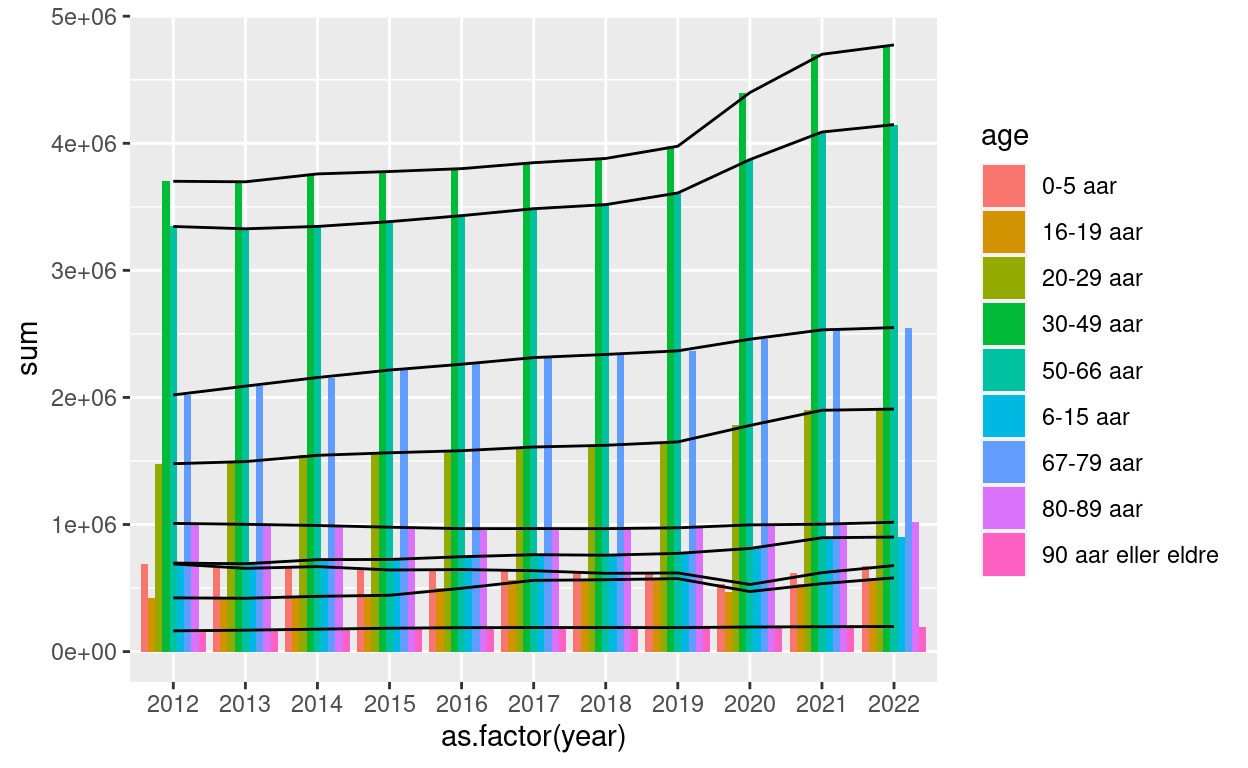 5e+06
4e+06
3e+06
2e+06
1e+06
0e+00
sum
2012 2013 2014 2015 2016 2017 2018 2019 2020 2021 2022
as.factor(year)
age
0-5 aar
16-19 aar
20-29 aar
30-49 aar
50-66 aar
6-15 aar
67-79 aar
80-89 aar
90 aar eller eldre